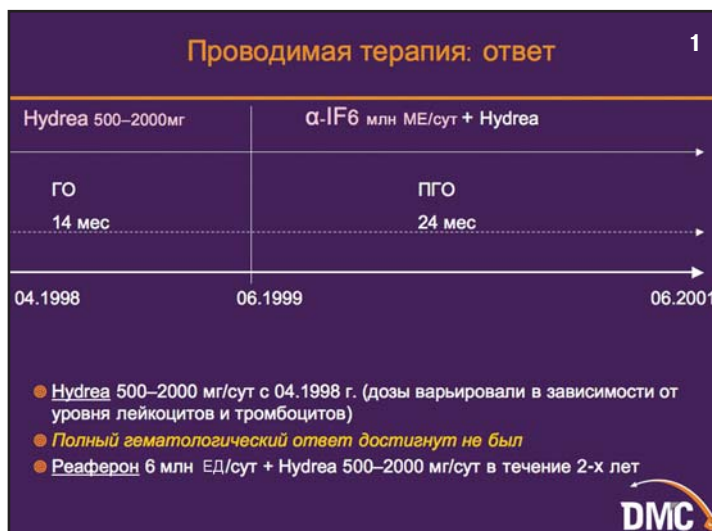 Проводимая терапия: ответ
1
Hydrea 500–2000мг
α-IF6 млн МЕ/сут + Hydrea
ГО
ПГО
14 мес
24 мес
04.1998
06.1999
06.2001
Hydrea 500–2000 мг/сут с 04.1998 г. (дозы варьировали в зависимости от
уровня лейкоцитов и тромбоцитов)
Полный гематологический ответ достигнут не был
Реаферон 6 млн ЕД/сут + Hydrea 500–2000 мг/сут в течение 2-х лет
DMC